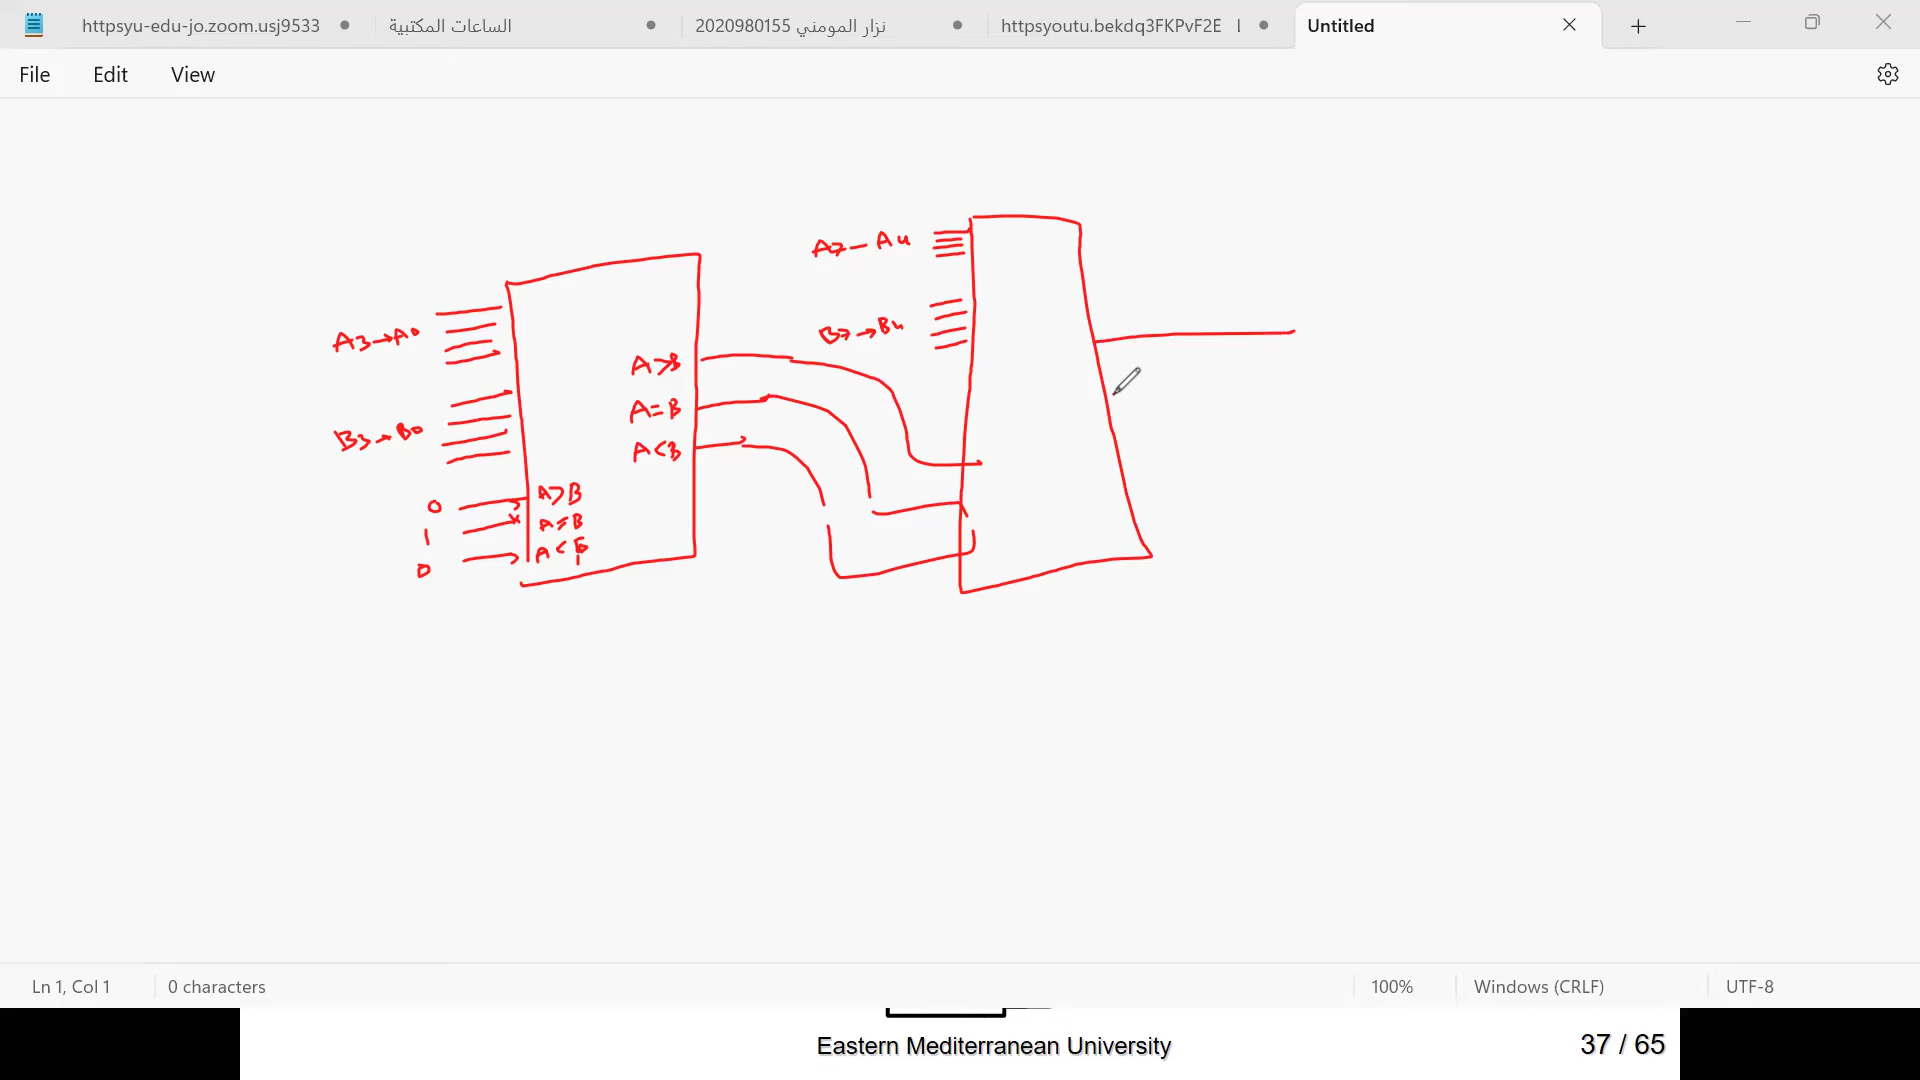 httpsyu-edu-jo.zoom.usj9533
الساعات المكتبية
نزار المومني 2020980155
httpsyoutu.bekdq3FKPvF2E I
Untitled
File
Edit
View
A7-A4
B7→B4
A3→A0
B3→B0
A>B
A=B
A<B
0
1
0
A>B
A=B
A<B
Ln 1, Col 1
0 characters
100%
Windows (CRLF)
UTF-8
Eastern Mediterranean University
37 / 65